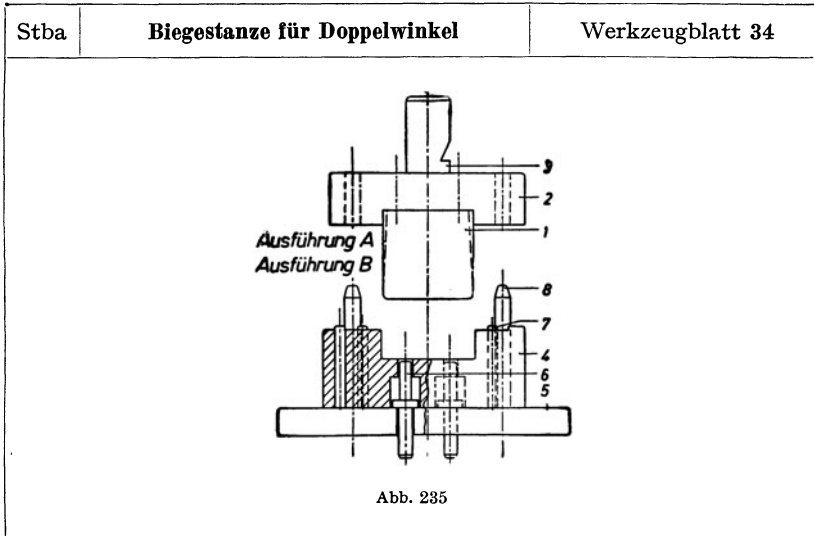 Stba Biegestanze für Doppelwinkel Werkzeugblatt 34
9
2
1
Ausführung A
Ausführung B
8
7
4
6
5
Abb. 235